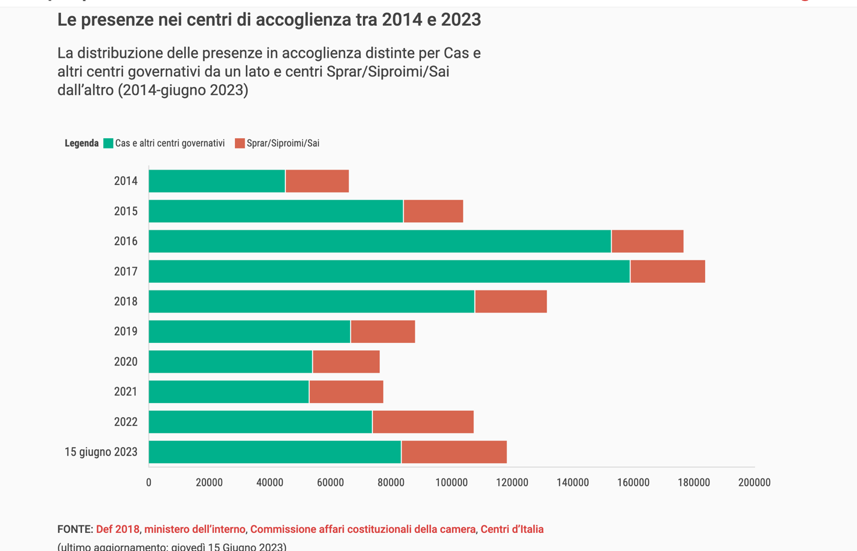 Le presenze nei centri di accoglienza tra 2014 e 2023
La distribuzione delle presenze in accoglienza distinte per Cas e
altri centri governativi da un lato e centri Sprar/Siproimi/Sai
dall'altro (2014-giugno 2023)
Legenda Cas e altri centri governativi Sprar/Siproimi/Sai
2014
2015
2016
2017
2018
2019
2020
2021
2022
15 giugno 2023
0 20000 40000 60000 80000 100000 120000 140000 160000 180000 200000
FONTE: Def 2018, ministero dell'interno, Commissione affari costituzionali della camera, Centri d'Italia
(ultimo aggiornamento: giovedì 15 Giugno 2023)